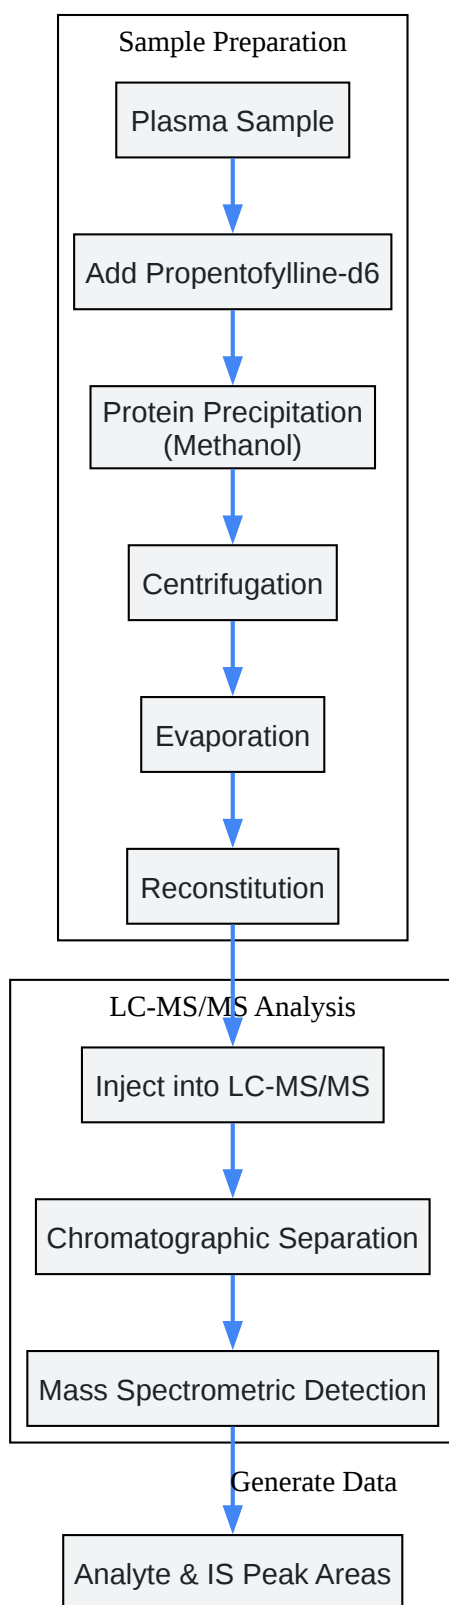 Sample Preparation
Plasma Sample
Add Propentofylline-d6
Protein Precipitation
(Methanol)
Centrifugation
Evaporation
Reconstitution
LC-MS/MS Analysis
Inject into LC-MS/MS
Chromatographic Separation
Mass Spectrometric Detection
Generate Data
Analyte & IS Peak Areas